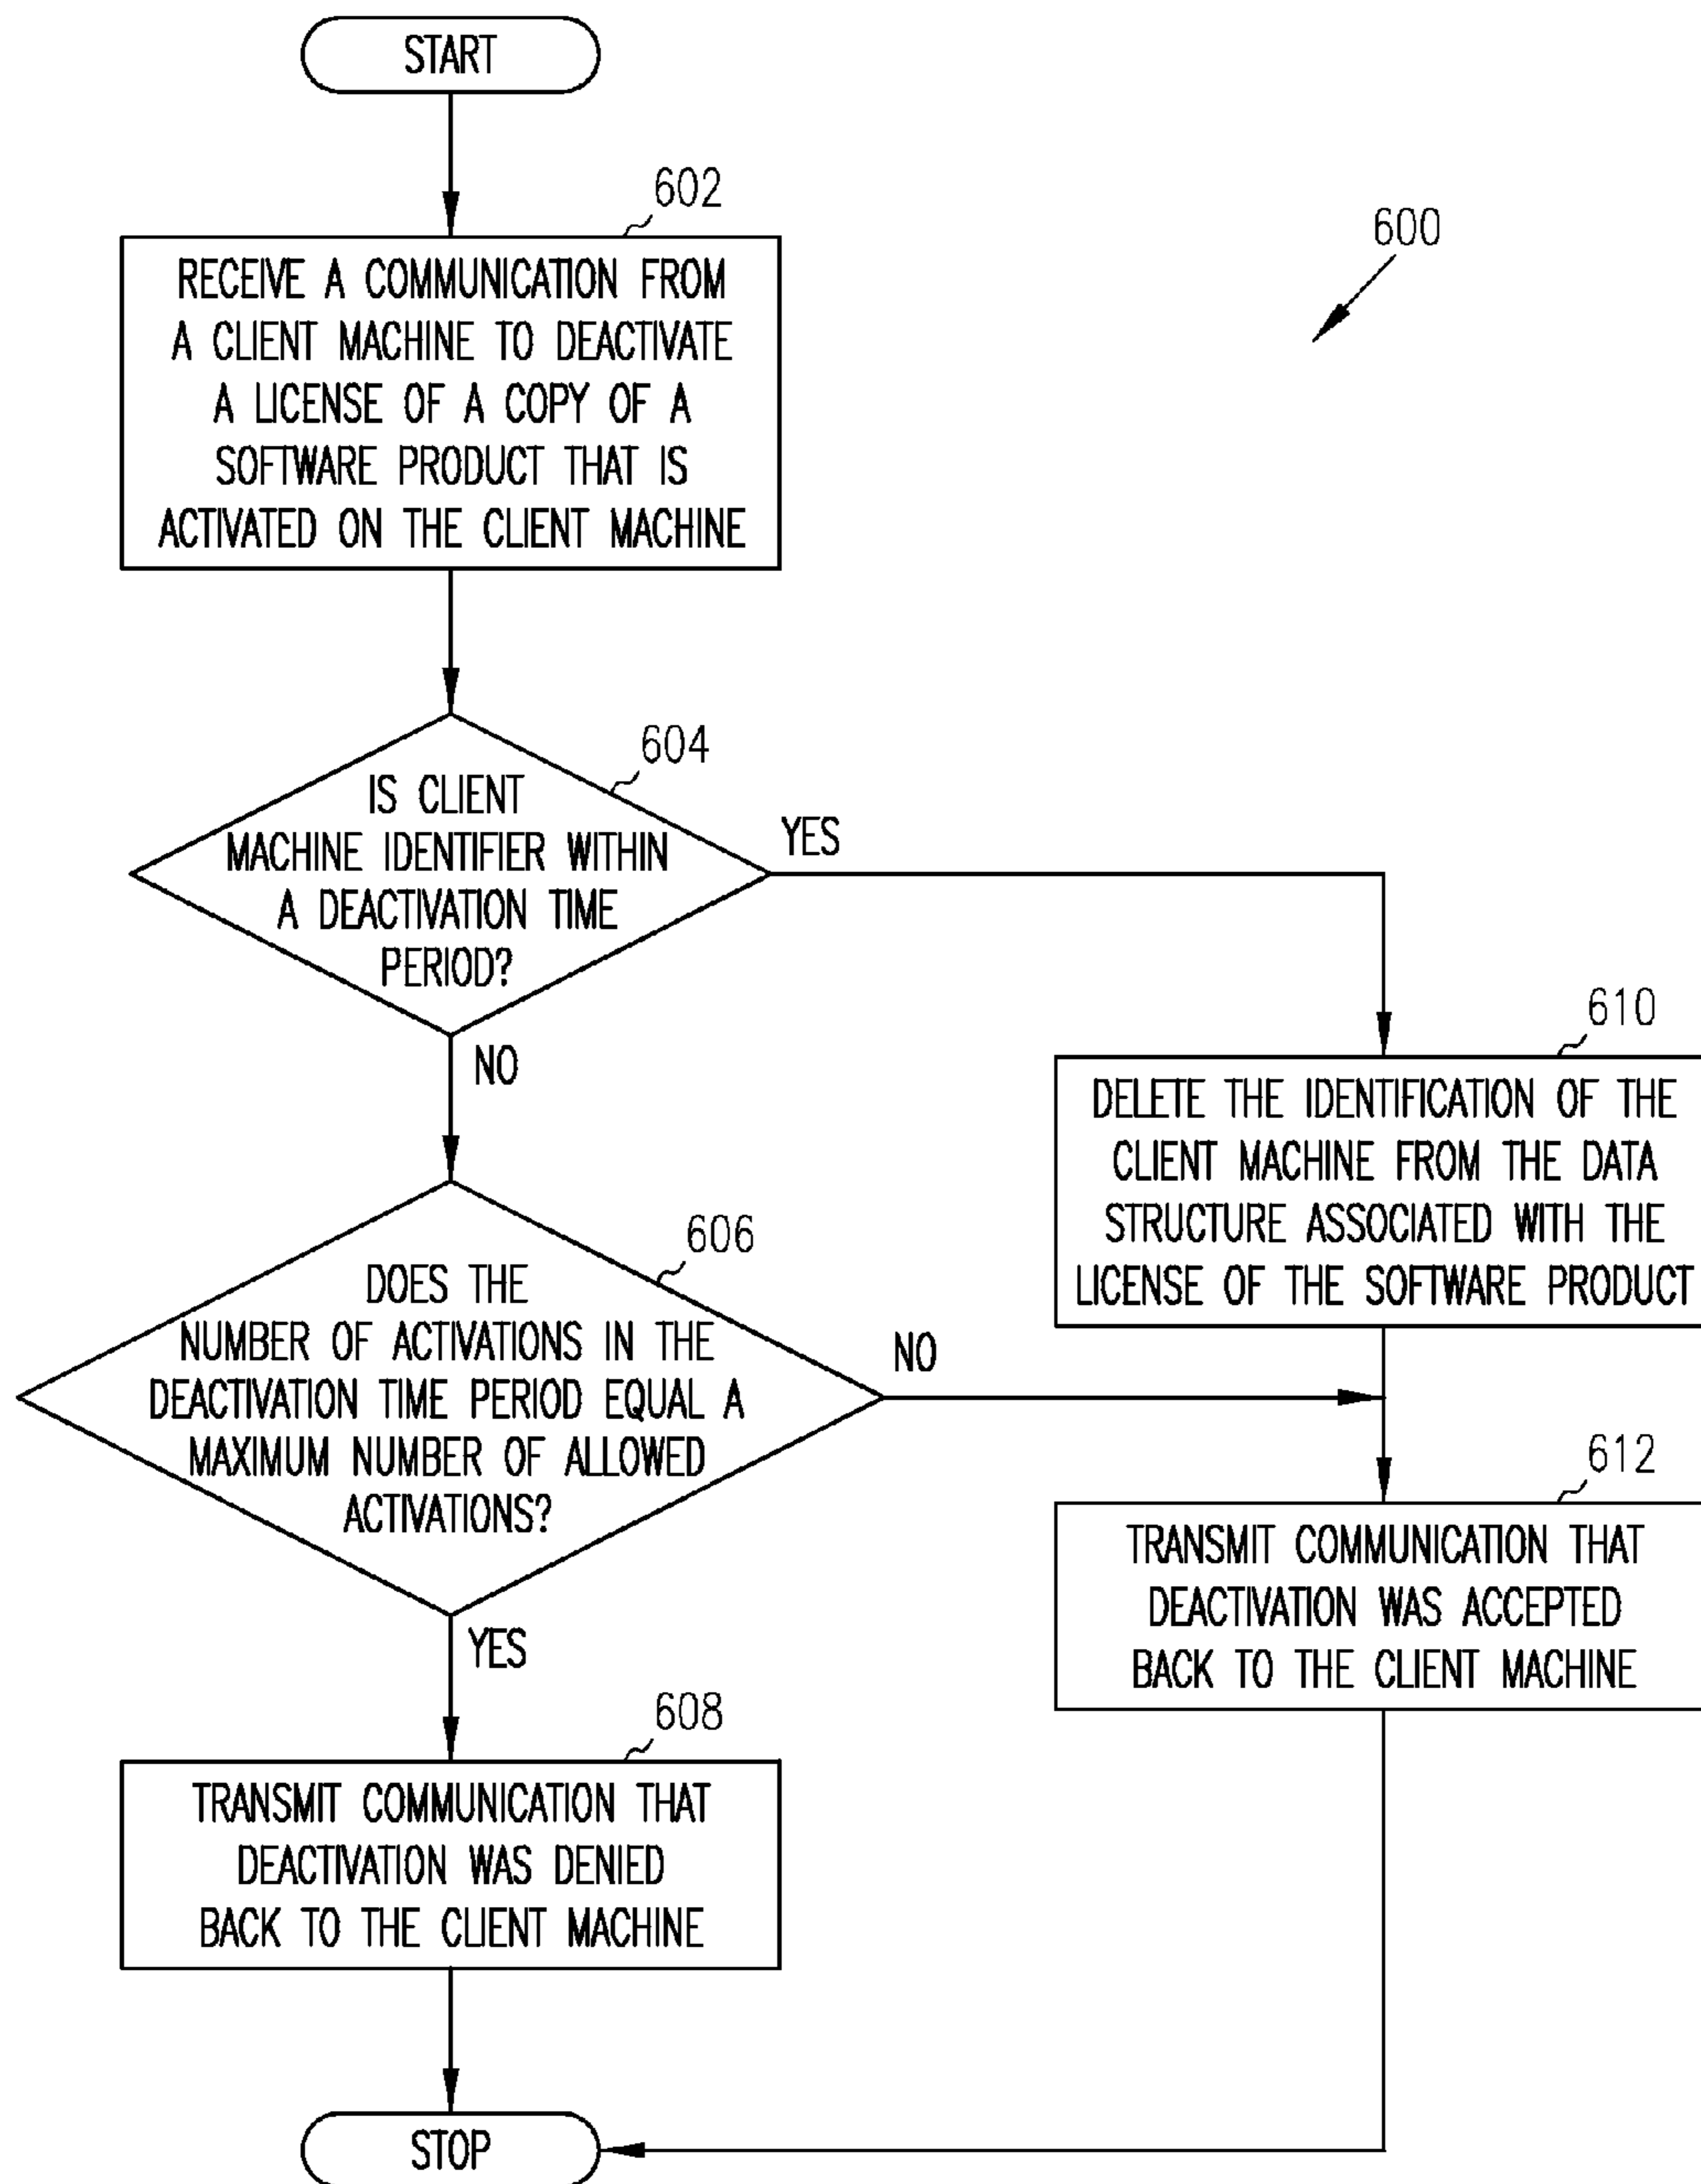 START
602
600
RECEIVE A COMMUNICATION FROM
A CLIENT MACHINE TO DEACTIVATE
A LICENSE OF A COPY OF A
SOFTWARE PRODUCT THAT IS
ACTIVATED ON THE CLIENT MACHINE
604
IS CLIENT
MACHINE IDENTIFIER WITHIN
A DEACTIVATION TIME
PERIOD?
YES
NO
610
DELETE THE IDENTIFICATION OF THE
CLIENT MACHINE FROM THE DATA
STRUCTURE ASSOCIATED WITH THE
LICENSE OF THE SOFTWARE PRODUCT
606
DOES THE
NUMBER OF ACTIVATIONS IN THE
DEACTIVATION TIME PERIOD EQUAL A
MAXIMUM NUMBER OF ALLOWED
ACTIVATIONS?
NO
YES
612
TRANSMIT COMMUNICATION THAT
DEACTIVATION WAS ACCEPTED
BACK TO THE CLIENT MACHINE
608
TRANSMIT COMMUNICATION THAT
DEACTIVATION WAS DENIED
BACK TO THE CLIENT MACHINE
STOP